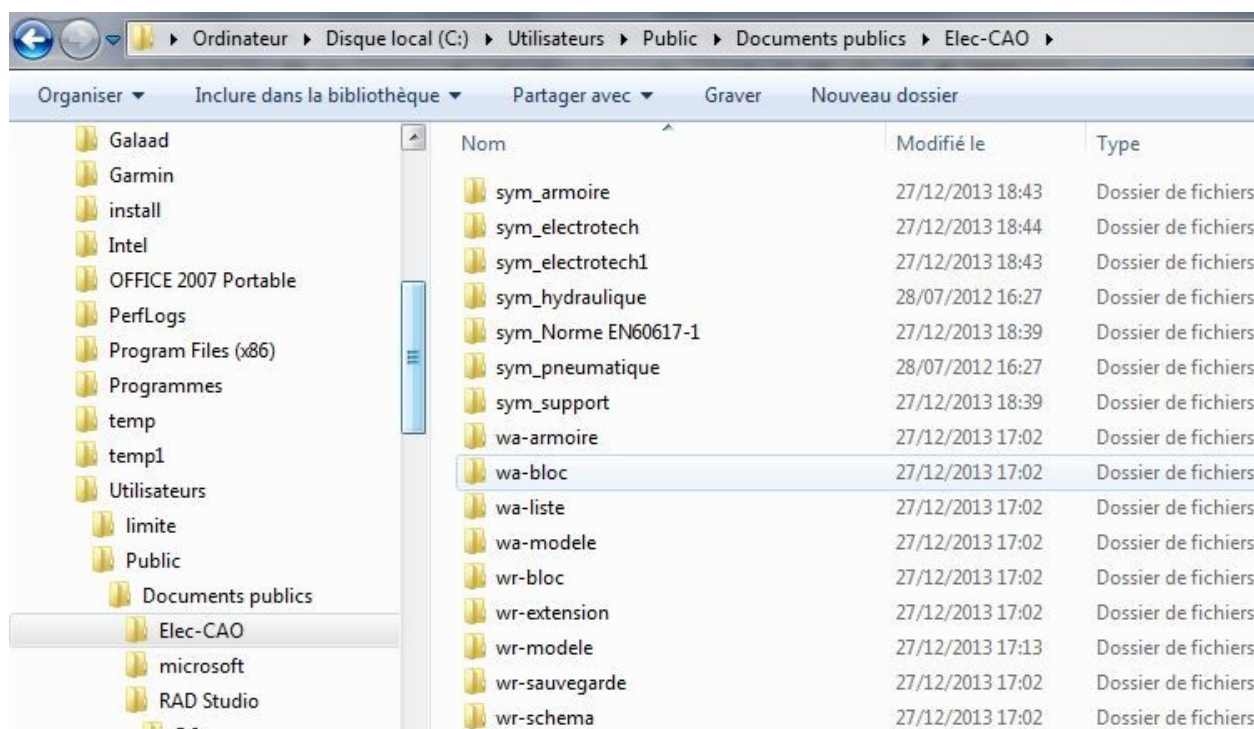 Ordinateur Disque local (C:) Utilisateurs Public Documents publics Elec-CAO
Organiser Inclure dans la bibliothèque Partager avec Graver Nouveau dossier
Galaad
Garmin
install
Intel
OFFICE 2007 Portable
PerfLogs
Program Files (x86)
Programmes
temp
temp1
Utilisateurs
limite
Public
Documents publics
Elec-CAO
microsoft
RAD Studio
Nom Modifié le Type
sym_armoire 27/12/2013 18:43 Dossier de fichiers
sym_electrotech 27/12/2013 18:44 Dossier de fichiers
sym_electrotech1 27/12/2013 18:43 Dossier de fichiers
sym_hydraulique 28/07/2012 16:27 Dossier de fichiers
sym_Norme EN60617-1 27/12/2013 18:39 Dossier de fichiers
sym_pneumatique 28/07/2012 16:27 Dossier de fichiers
sym_support 27/12/2013 18:39 Dossier de fichiers
wa-armoire 27/12/2013 17:02 Dossier de fichiers
wa-bloc 27/12/2013 17:02 Dossier de fichiers
wa-liste 27/12/2013 17:02 Dossier de fichiers
wa-modele 27/12/2013 17:02 Dossier de fichiers
wr-bloc 27/12/2013 17:02 Dossier de fichiers
wr-extension 27/12/2013 17:02 Dossier de fichiers
wr-modele 27/12/2013 17:13 Dossier de fichiers
wr-sauvegarde 27/12/2013 17:02 Dossier de fichiers
wr-schema 27/12/2013 17:02 Dossier de fichiers